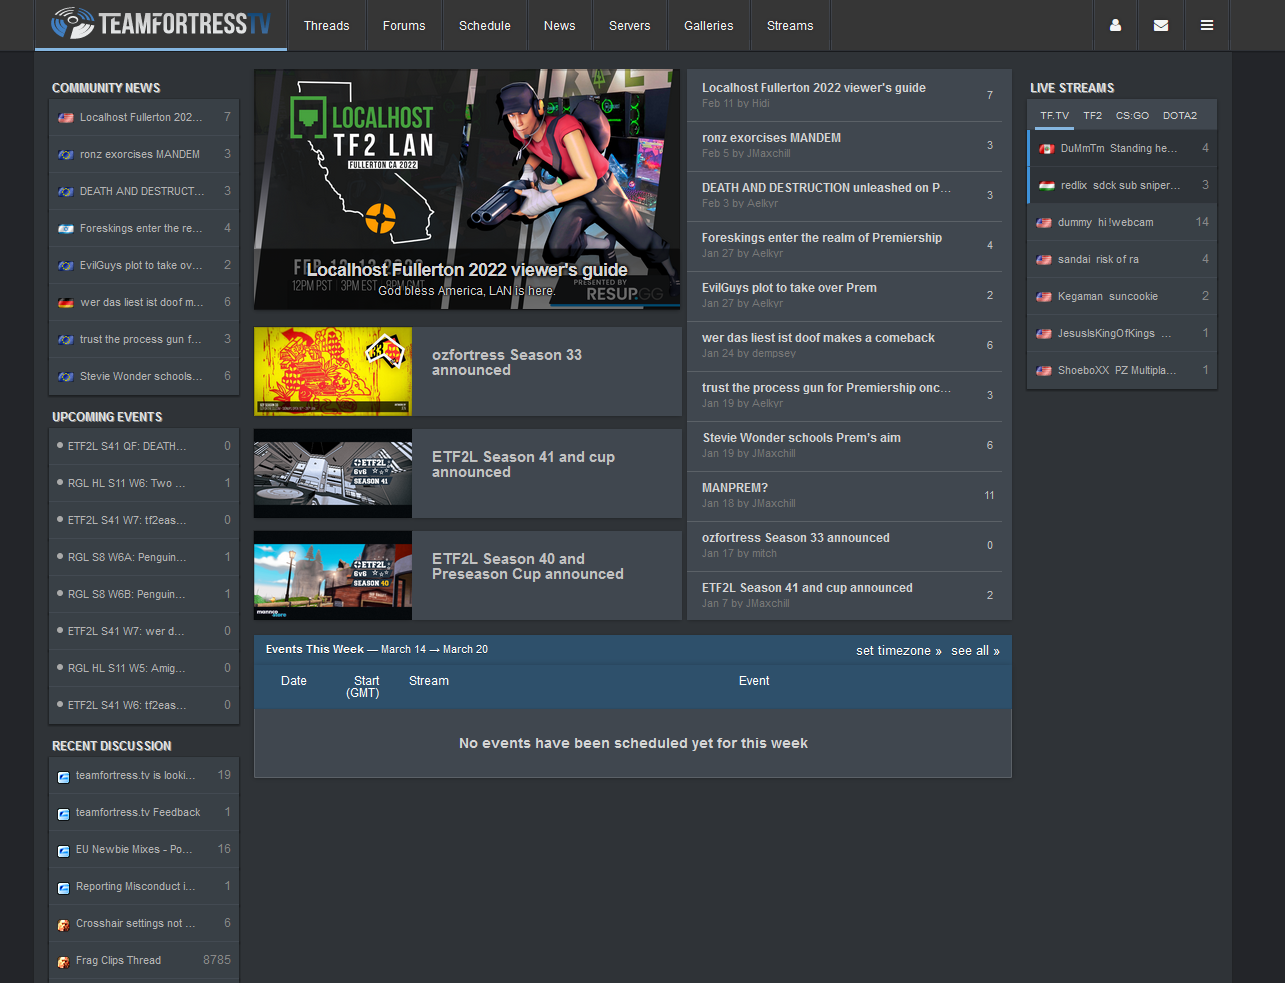 TEAMFORTRESSTV
Threads
Forums
Schedule
News
Servers
Galleries
Streams
COMMUNITY NEWS
Localhost Fullerton 202... 7
ronz exorcises MANDEM 3
DEATH AND DESTRUCT... 3
Foreskings enter the re... 4
EvilGuys plot to take ov... 2
wer das liest ist doof m... 6
trust the process gun f... 3
Stevie Wonder schools... 6
UPCOMING EVENTS
ETF2L S41 QF: DEATH... 0
RGL HL S11 W6: Two ... 1
ETF2L S41 W7: tf2eas... 0
RGL S8 W6A: Penguin... 1
RGL S8 W6B: Penguin... 1
ETF2L S41 W7: wer d... 0
RGL HL S11 W5: Amig... 0
ETF2L S41 W6: tf2eas... 0
RECENT DISCUSSION
teamfortress.tv is looki... 19
teamfortress.tv Feedback 1
EU Newbie Mixes - Po... 16
Reporting Misconduct i... 1
Crosshair settings not ... 6
Frag Clips Thread 8785
LOCALHOST
TF2 LAN
FULLERTON CA 2022
Localhost Fullerton 2022 viewer's guide
God bless America, LAN is here.
PRESENTED BY
RESUP.GG
ozfortress Season 33
announced
ETF2L
6v6
SEASON 41
ETF2L Season 41 and cup
announced
ETF2L
6v6
SEASON 40
ETF2L Season 40 and
Preseason Cup announced
Localhost Fullerton 2022 viewer's guide
Feb 11 by Hidi
7
ronz exorcises MANDEM
Feb 5 by JMaxchill
3
DEATH AND DESTRUCTION unleashed on P...
Feb 3 by Aelkyr
3
Foreskings enter the realm of Premiership
Jan 27 by Aelkyr
4
EvilGuys plot to take over Prem
Jan 27 by Aelkyr
2
wer das liest ist doof makes a comeback
Jan 24 by dempsey
6
trust the process gun for Premiership onc...
Jan 19 by Aelkyr
3
Stevie Wonder schools Prem's aim
Jan 19 by JMaxchill
6
MANPREM?
Jan 18 by JMaxchill
11
ozfortress Season 33 announced
Jan 17 by mitch
0
ETF2L Season 41 and cup announced
Jan 7 by JMaxchill
2
Events This Week — March 14 → March 20
set timezone »
see all »
Date
Start
(GMT)
Stream
Event
No events have been scheduled yet for this week
LIVE STREAMS
TF.TV TF2 CS:GO DOTA2
DuMmTm Standing he... 4
redlix sdck sub sniper... 3
dummy hi !webcam 14
sandai risk of ra 4
Kegaman suncookie 2
JesusIsKingOfKings ... 1
ShoeboXX PZ Multipla... 1